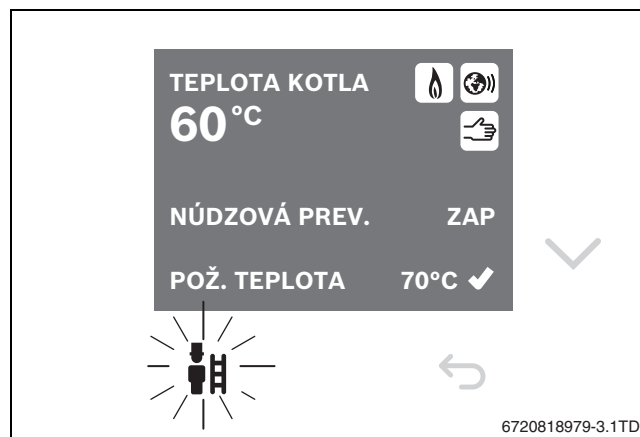 TEPLOTA KOTLA
60°C
NÚDZOVÁ PREV. ZAP
POŽ. TEPLOTA 70°C
6720818979-3.1TD